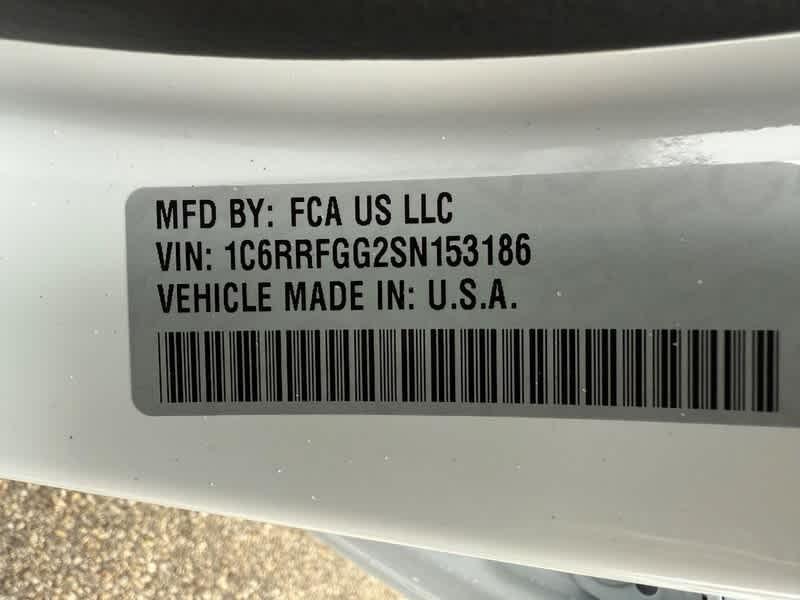 MFD BY: FCA US LLC
VIN: 1C6RRFGG2SN153186
VEHICLE MADE IN: U.S.A.